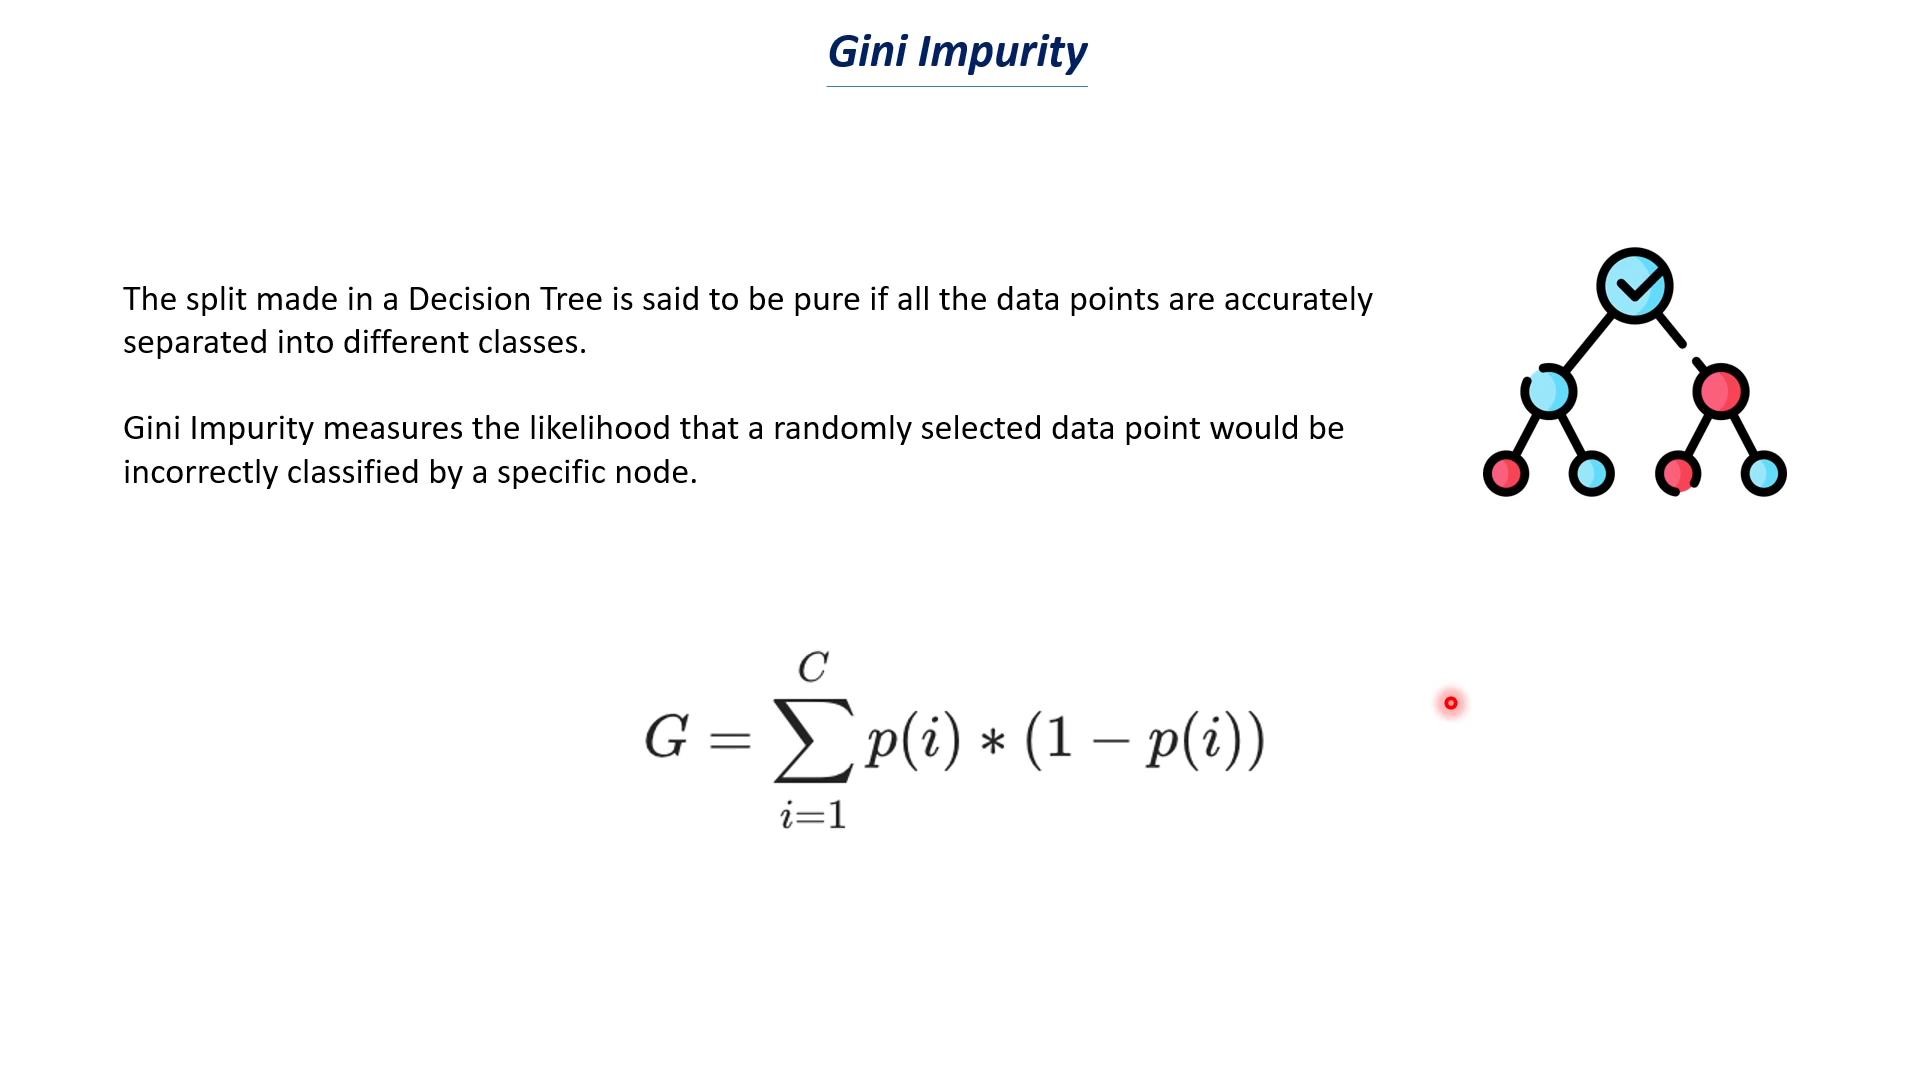 Gini Impurity
The split made in a Decision Tree is said to be pure if all the data points are accurately
separated into different classes.
Gini Impurity measures the likelihood that a randomly selected data point would be
incorrectly classified by a specific node.
C
G = ∑ p(i) * (1 − p(i))
i=1